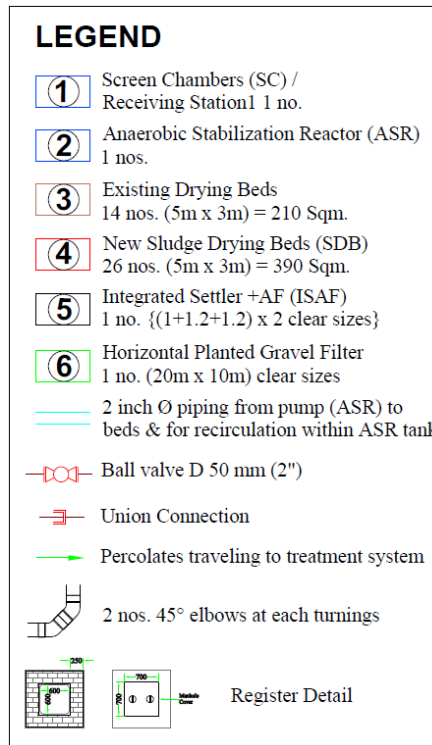 LEGEND
1
Screen Chambers (SC) /
Receiving Station1 1 no.
2
Anaerobic Stabilization Reactor (ASR)
1 nos.
3
Existing Drying Beds
14 nos. (5m x 3m) = 210 Sqm.
4
New Sludge Drying Beds (SDB)
26 nos. (5m x 3m) = 390 Sqm.
5
Integrated Settler +AF (ISAF)
1 no. {(1+1.2+1.2) x 2 clear sizes}
6
Horizontal Planted Gravel Filter
1 no. (20m x 10m) clear sizes
2 inch Ø piping from pump (ASR) to
beds & for recirculation within ASR tank
Ball valve D 50 mm (2")
Union Connection
Percolates traveling to treatment system
2 nos. 45° elbows at each turnings
250
600
600
700
700
Manhole
Cover
Register Detail